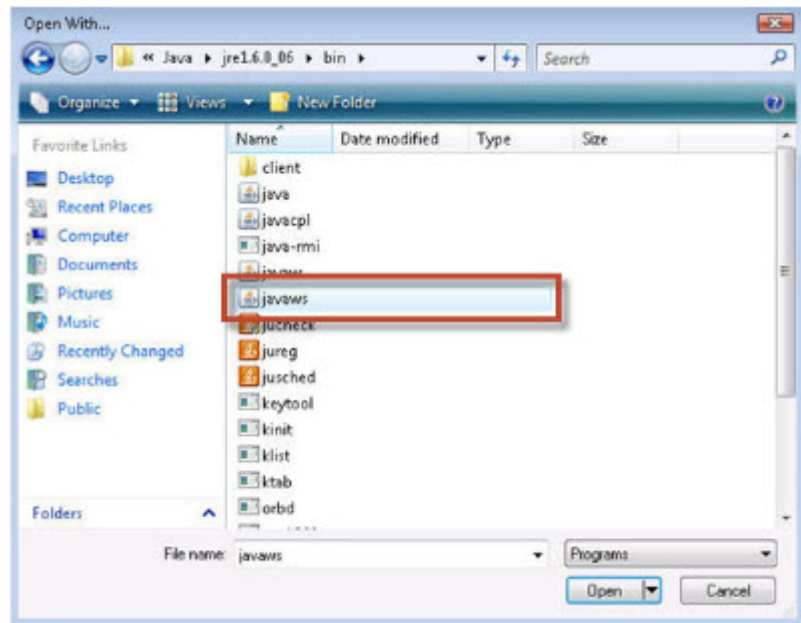 Open With...
« Java ▸ jre1.6.0_06 ▸ bin ▸
Search
Organize Views New Folder
Favorite Links
Desktop
Recent Places
Computer
Documents
Pictures
Music
Recently Changed
Searches
Public
Folders
Name Date modified Type Size
client
java
javacpl
java-rmi
javaw
javaws
jucheck
jureg
jusched
keytool
kinit
klist
ktab
orbd
File name: javaws
Programs
Open Cancel